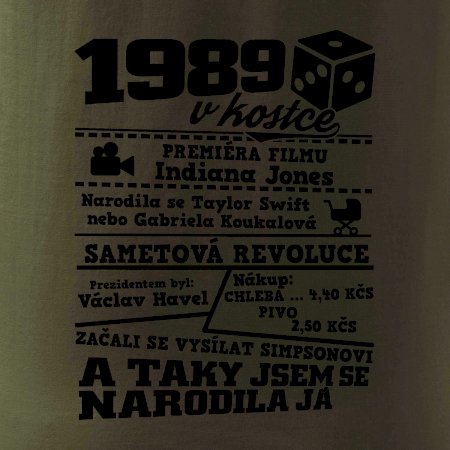 1989
v kostce
PREMIÉRA FILMU
Indiana Jones
Narodila se Taylor Swift
nebo Gabriela Koukalová
SAMETOVÁ REVOLUCE
Prezidentem byl:
Václav Havel
Nákup:
CHLEBA ... 4,40 KČS
PIVO
2,50 KČS
ZAČALI SE VYSÍLAT SIMPSONOVI
A TAKY JSEM SE
NARODILA JÁ